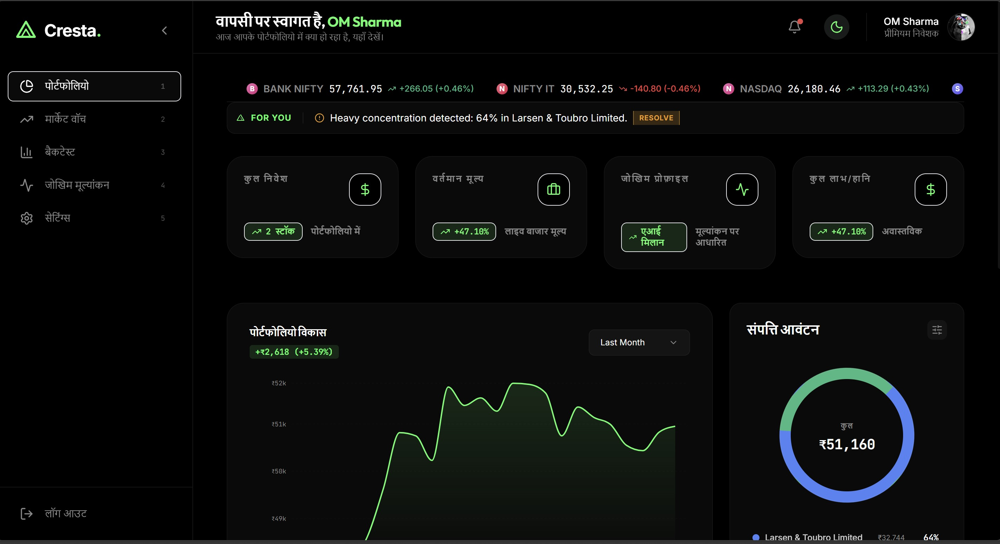 Cresta.
वापसी पर स्वागत है, OM Sharma
आज आपके पोर्टफोलियो में क्या हो रहा है, यहाँ देखें।
OM Sharma
प्रीमियम निवेशक
पोर्टफोलियो 1
मार्केट वॉच 2
बैकटेस्ट 3
जोखिम मूल्यांकन 4
सेटिंग्स 5
लॉग आउट
B BANK NIFTY 57,761.95 +266.05 (+0.46%) N NIFTY IT 30,532.25 -140.80 (-0.46%) N NASDAQ 26,180.46 +113.29 (+0.43%) S
FOR YOU Heavy concentration detected: 64% in Larsen & Toubro Limited. RESOLVE
कुल निवेश
2 स्टॉक पोर्टफोलियो में
वर्तमान मूल्य
+47.10% लाइव बाजार मूल्य
जोखिम प्रोफ़ाइल
एआई
मिलान
मूल्यांकन पर
आधारित
कुल लाभ/हानि
+47.10% अवास्तविक
पोर्टफोलियो विकास
+₹2,618 (+5.39%)
Last Month
₹52k
₹51k
₹50k
₹49k
संपत्ति आवंटन
कुल
₹51,160
Larsen & Toubro Limited ₹32,744 64%